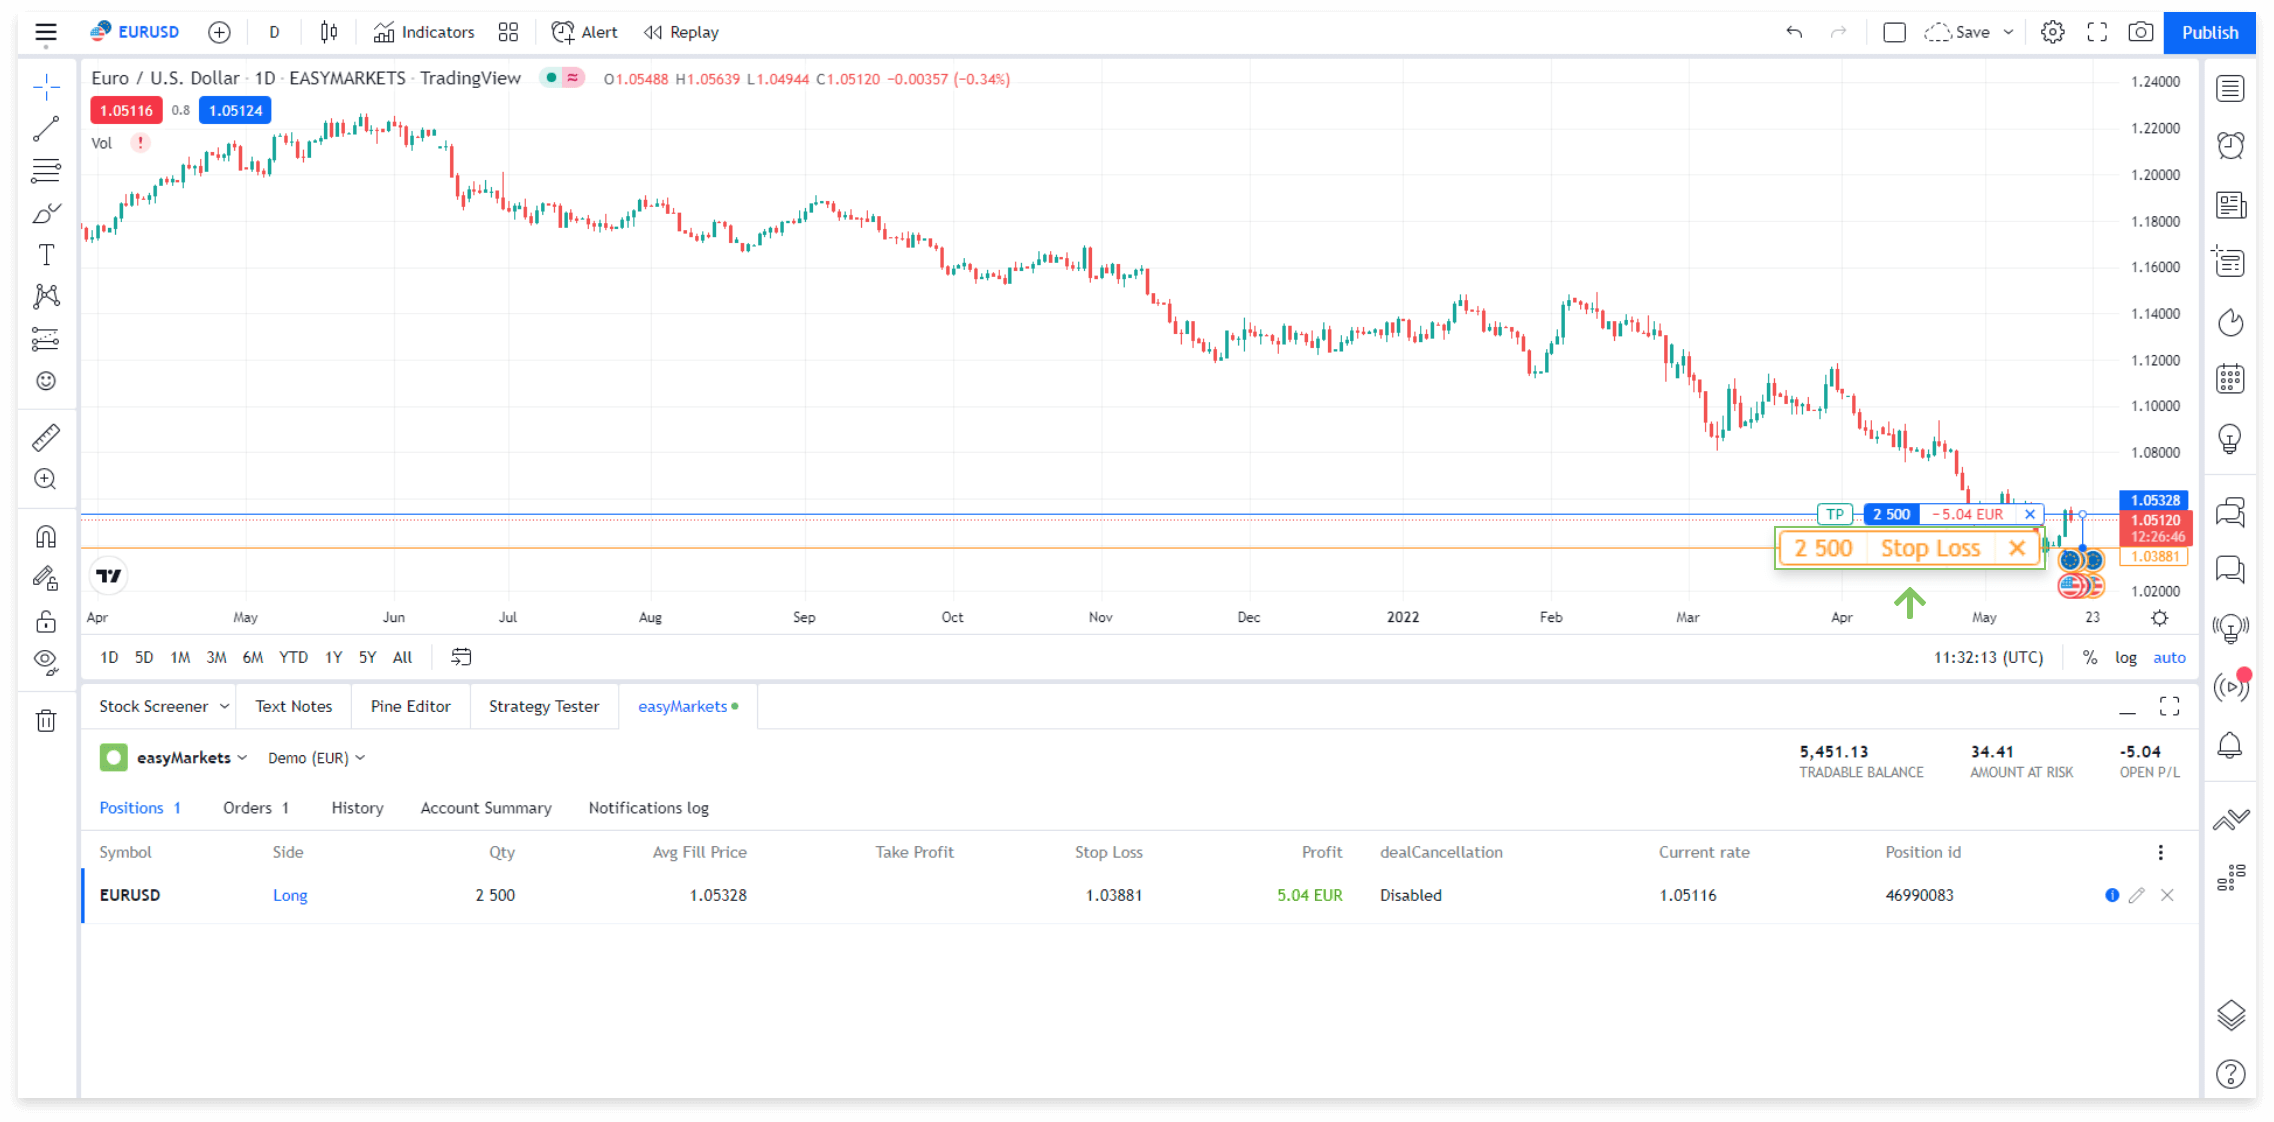 EURUSD D Indicators Alert Replay Save Publish
Euro / U.S. Dollar · 1D · EASYMARKETS · TradingView O1.05488 H1.05639 L1.04944 C1.05120 −0.00357 (−0.34%)
1.05116 0.8 1.05124
Vol !
1.24000
1.22000
1.20000
1.18000
1.16000
1.14000
1.12000
1.10000
1.08000
1.05328
TP 2 500 −5.04 EUR
1.05120
12:26:46
2 500 Stop Loss
1.03881
1.02000
Apr May Jun Jul Aug Sep Oct Nov Dec 2022 Feb Mar Apr May 23
1D 5D 1M 3M 6M YTD 1Y 5Y All 11:32:13 (UTC) % log auto
Stock Screener Text Notes Pine Editor Strategy Tester easyMarkets
easyMarkets Demo (EUR)
5,451.13 34.41 -5.04
TRADABLE BALANCE AMOUNT AT RISK OPEN P/L
Positions 1 Orders 1 History Account Summary Notifications log
Symbol Side Qty Avg Fill Price Take Profit Stop Loss Profit dealCancellation Current rate Position id
EURUSD Long 2 500 1.05328 1.03881 5.04 EUR Disabled 1.05116 46990083